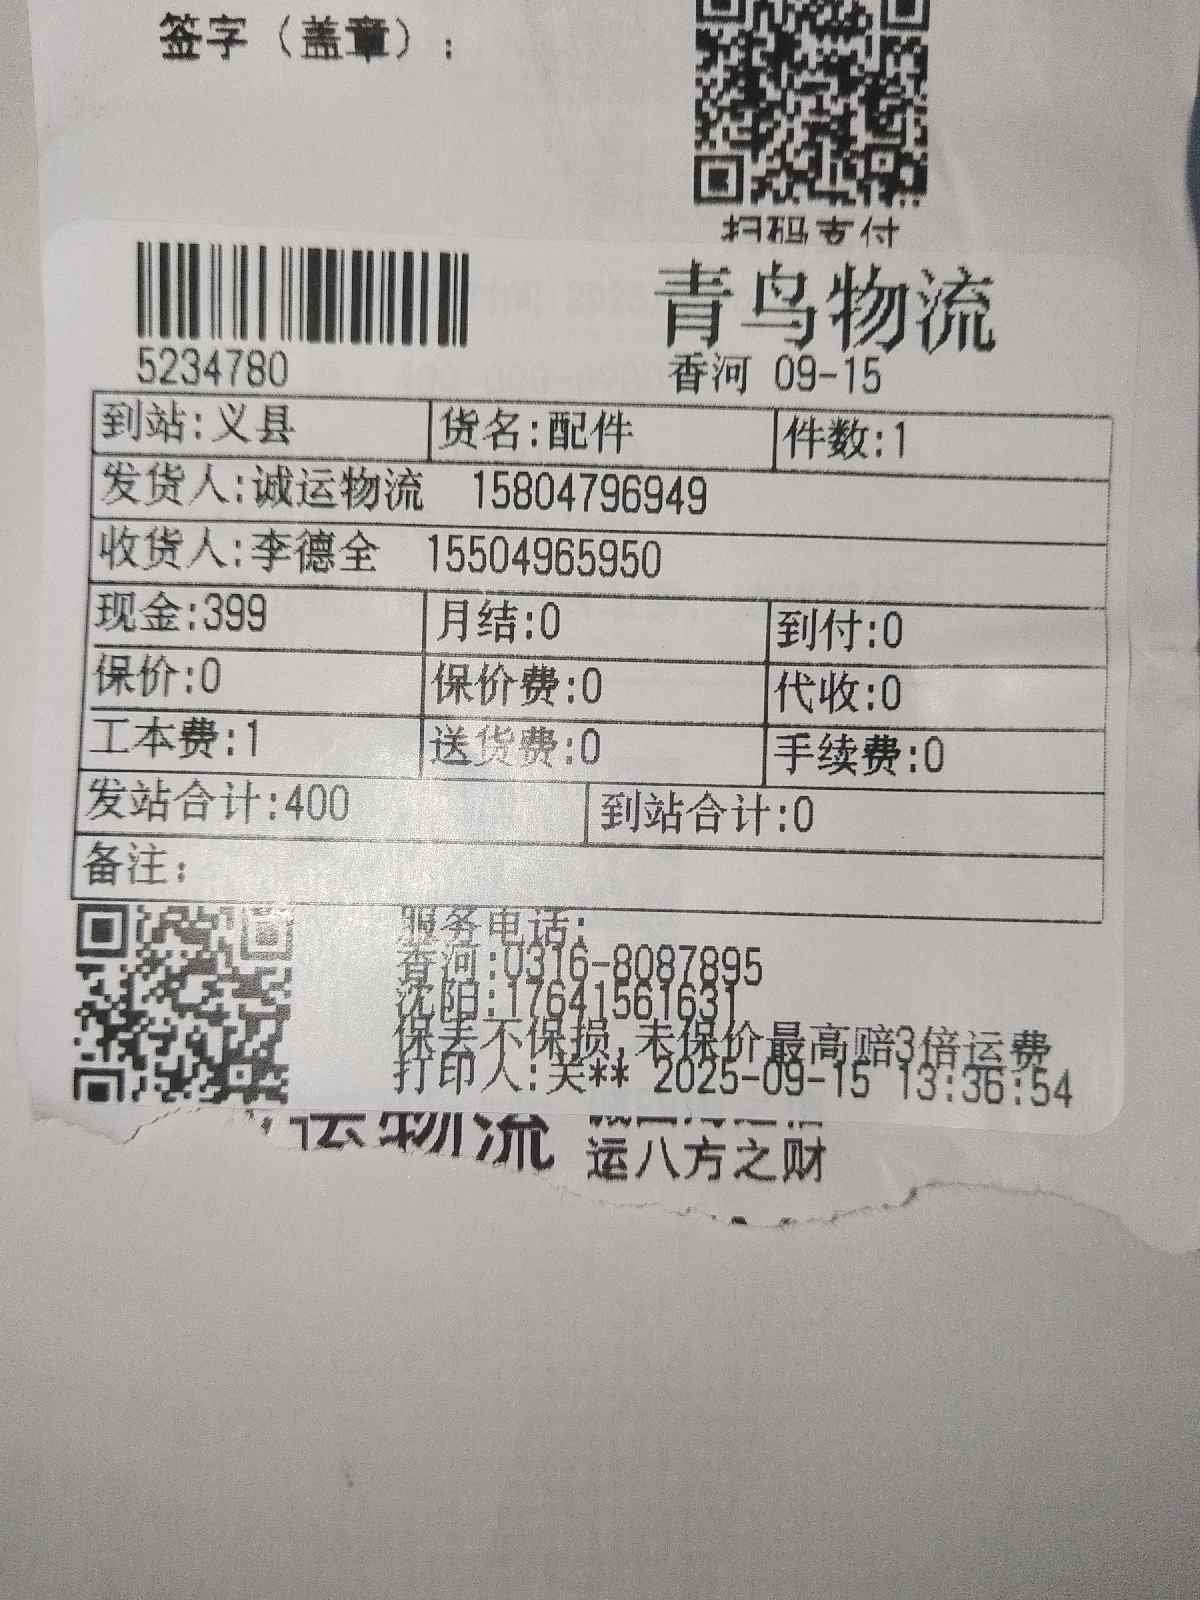 签字（盖章）：
扫码支付
青鸟物流
5234780
香河 09-15
到站:义县 货名:配件 件数:1
发货人:诚运物流 15804796949
收货人:李德全 15504965950
现金:399 月结:0 到付:0
保价:0 保价费:0 代收:0
工本费:1 送货费:0 手续费:0
发站合计:400 到站合计:0
备注:
服务电话:
香河:0316-8087895
沈阳:17641561631
保丢不保损,未保价最高赔3倍运费
打印人:关** 2025-09-15 13:36:54
运物流
运八方之财